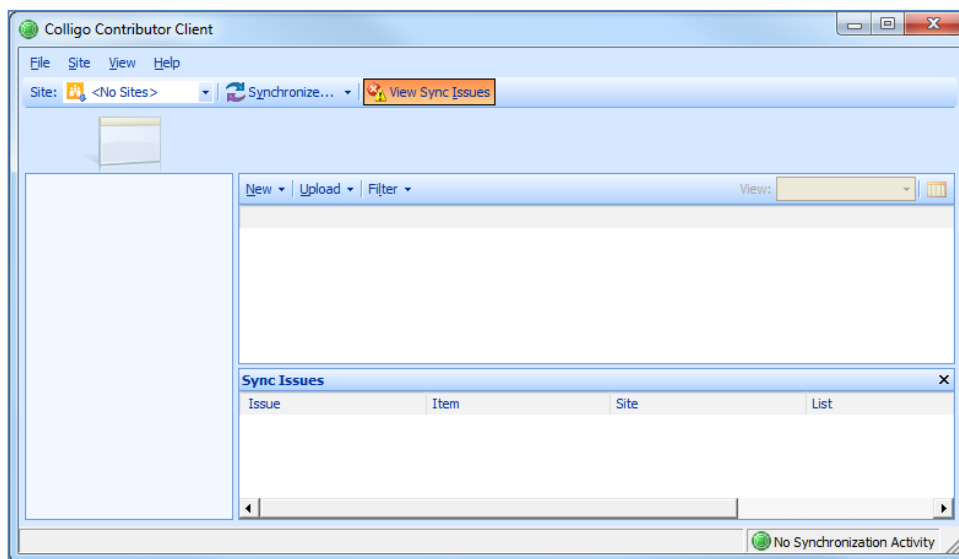 Colligo Contributor Client
File Site View Help
Site: <No Sites> Synchronize... View Sync Issues
New Upload Filter View:
Sync Issues
Issue Item Site List
No Synchronization Activity